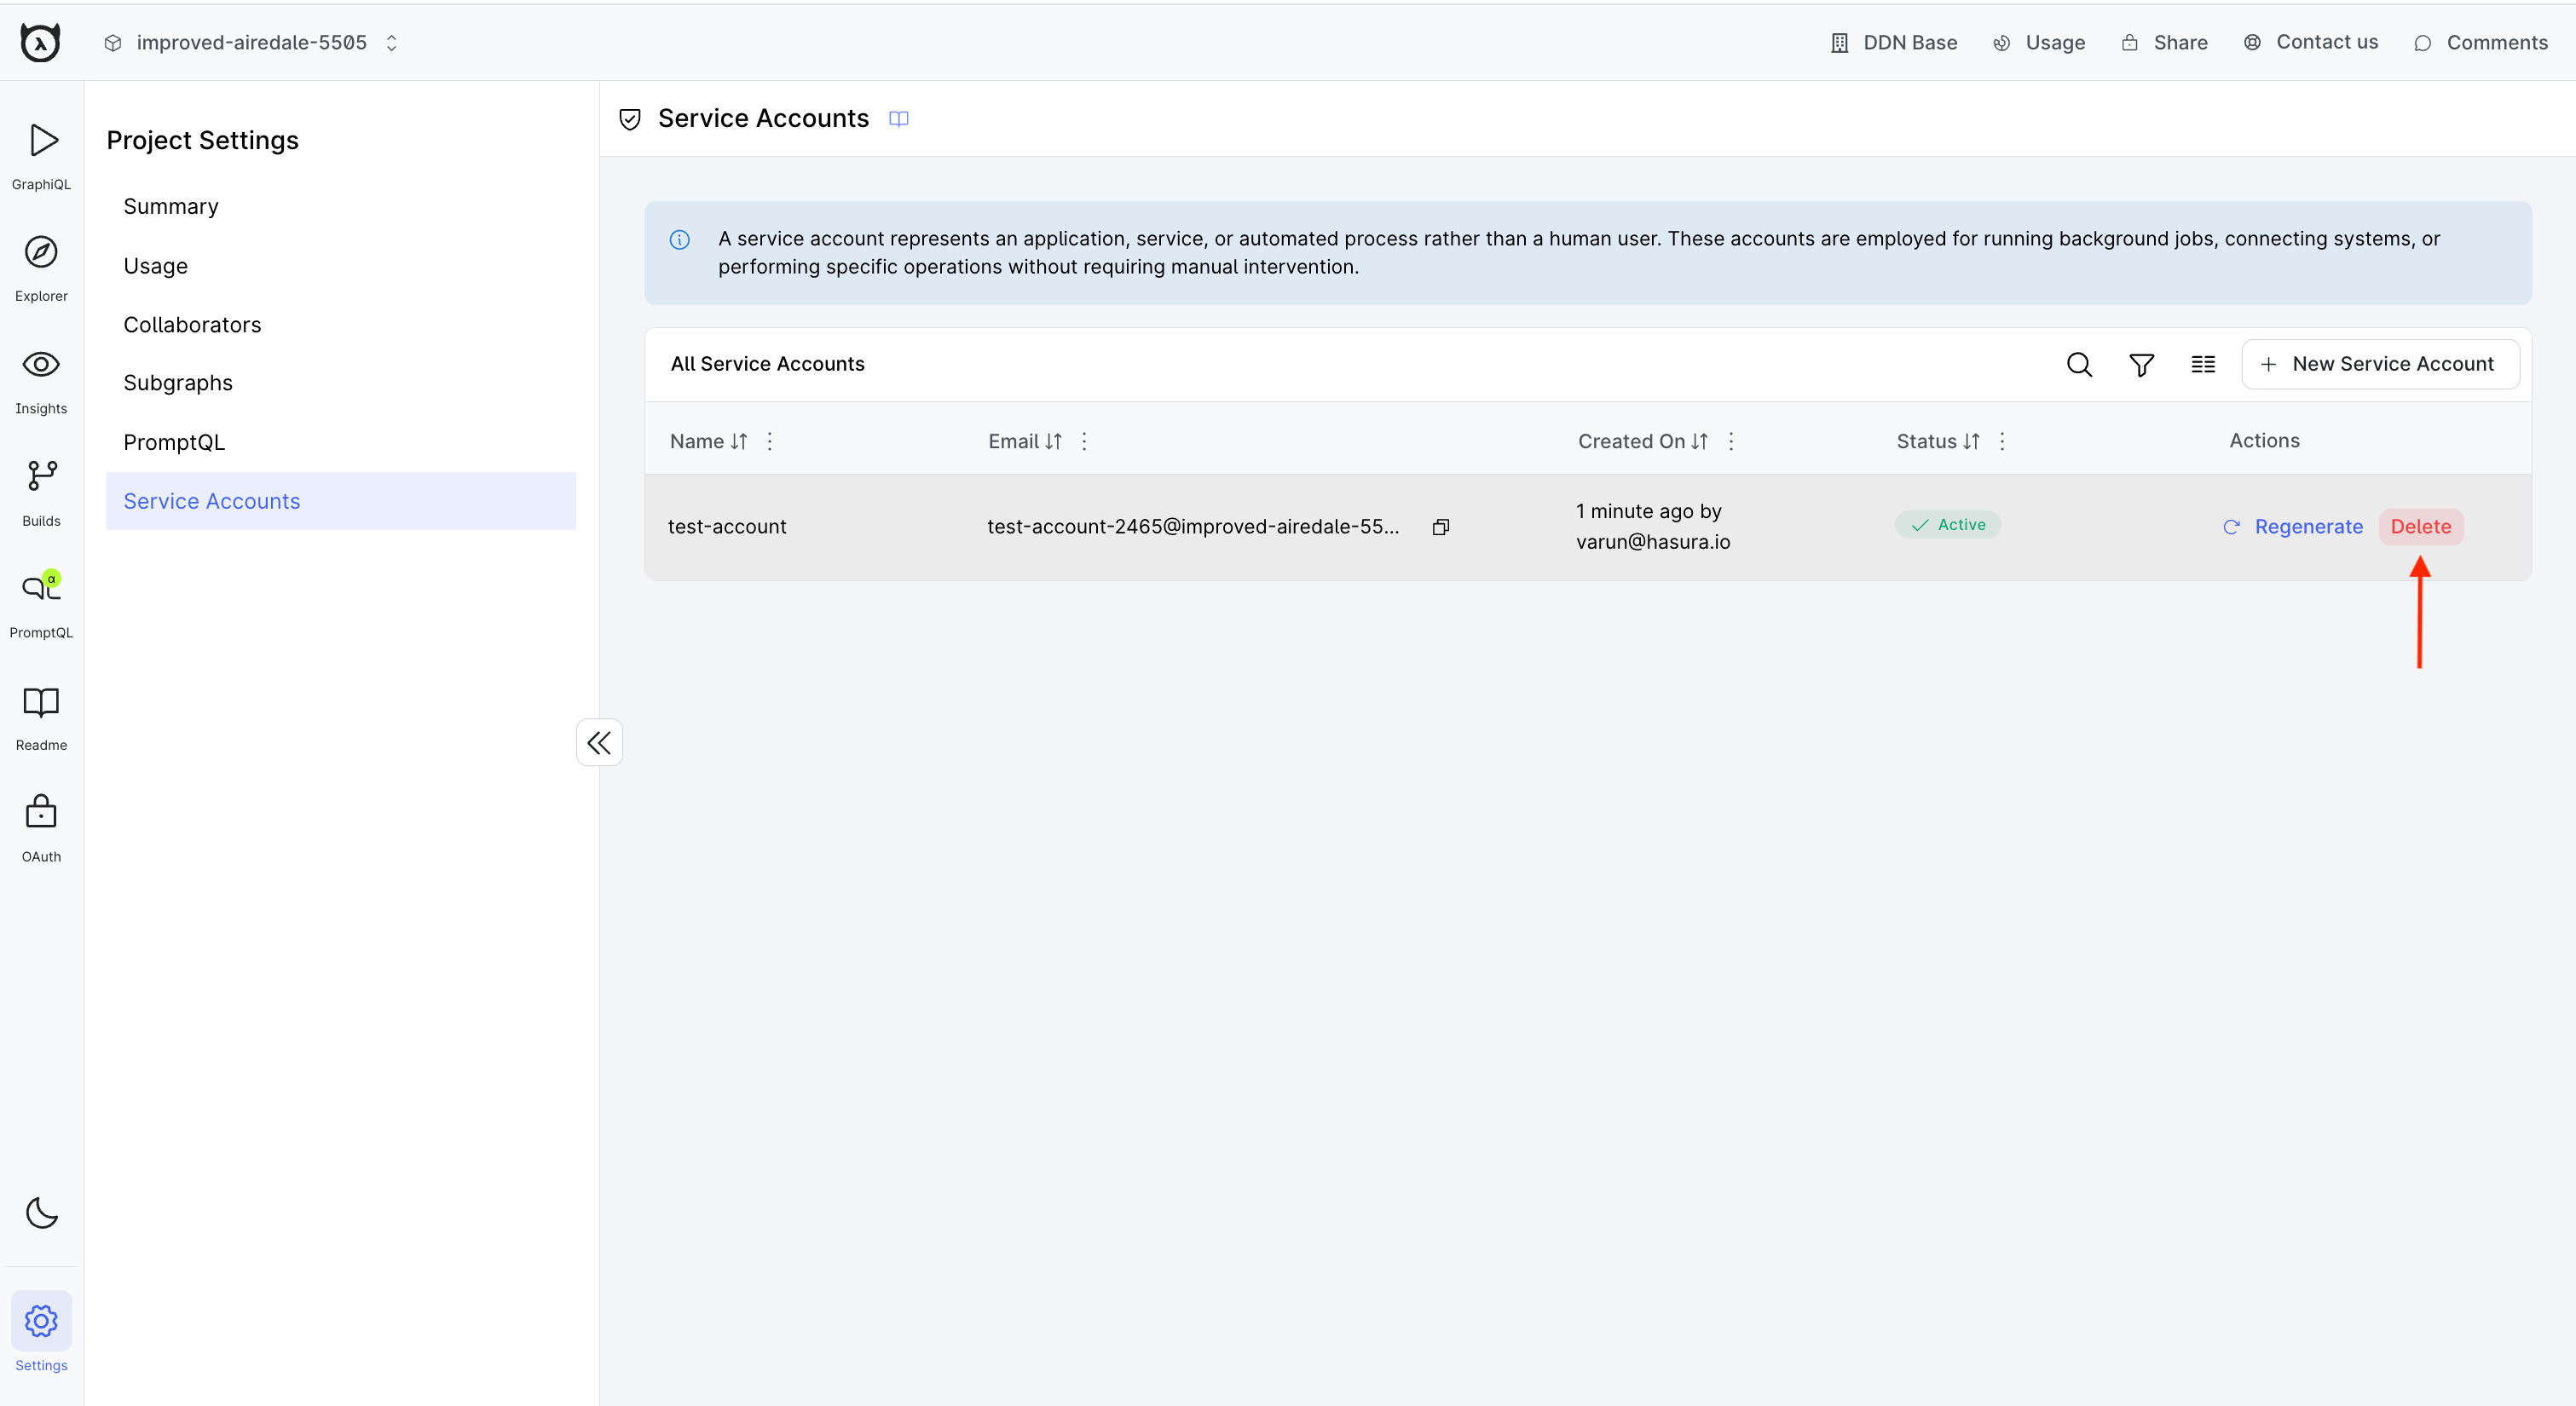 improved-airedale-5505
DDN Base
Usage
Share
Contact us
Comments
GraphiQL
Explorer
Insights
Builds
α
PromptQL
Readme
OAuth
Settings
Project Settings
Summary
Usage
Collaborators
Subgraphs
PromptQL
Service Accounts
Service Accounts
A service account represents an application, service, or automated process rather than a human user. These accounts are employed for running background jobs, connecting systems, or
performing specific operations without requiring manual intervention.
All Service Accounts
New Service Account
Name
Email
Created On
Status
Actions
test-account
test-account-2465@improved-airedale-55...
1 minute ago by
varun@hasura.io
Active
Regenerate
Delete